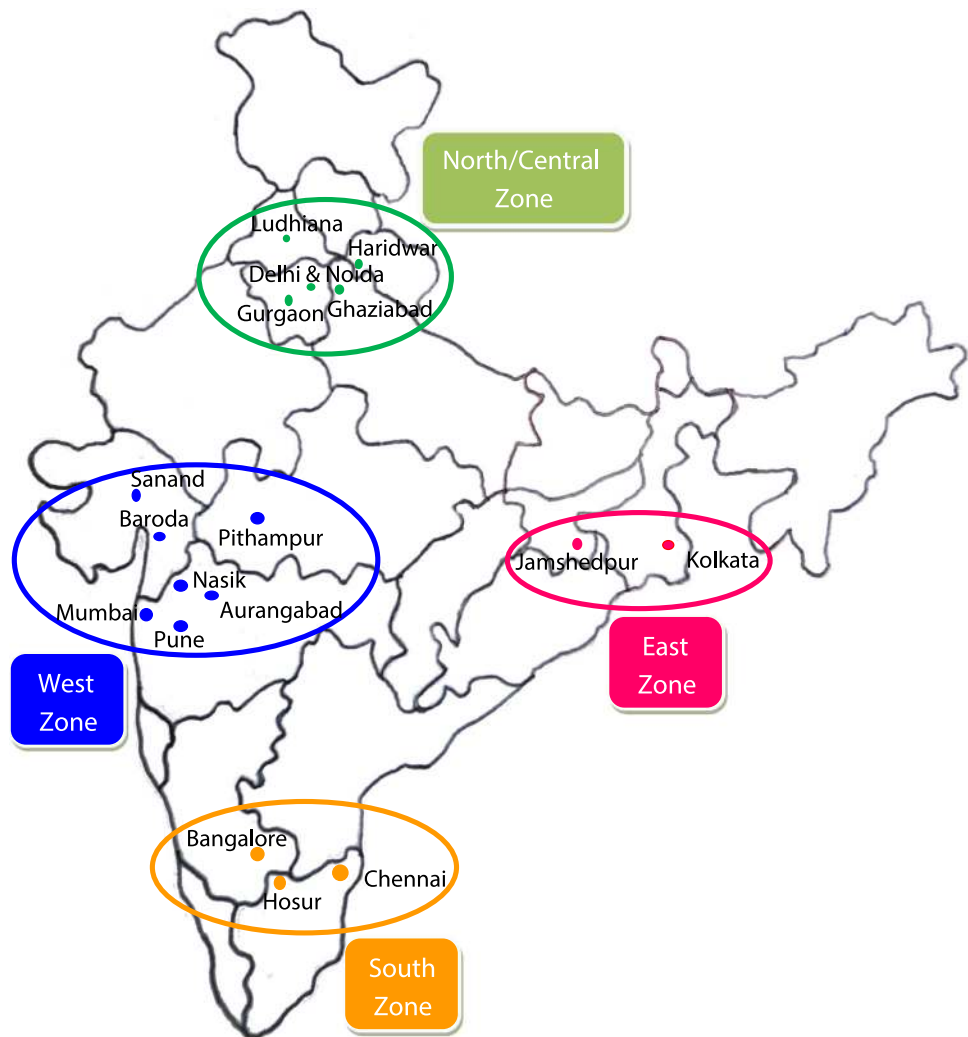 North/Central
Zone
Ludhiana
Haridwar
Delhi & Noida
Gurgaon
Ghaziabad
Sanand
Baroda
Pithampur
Nasik
Mumbai
Aurangabad
Pune
West
Zone
Jamshedpur
Kolkata
East
Zone
Bangalore
Chennai
Hosur
South
Zone